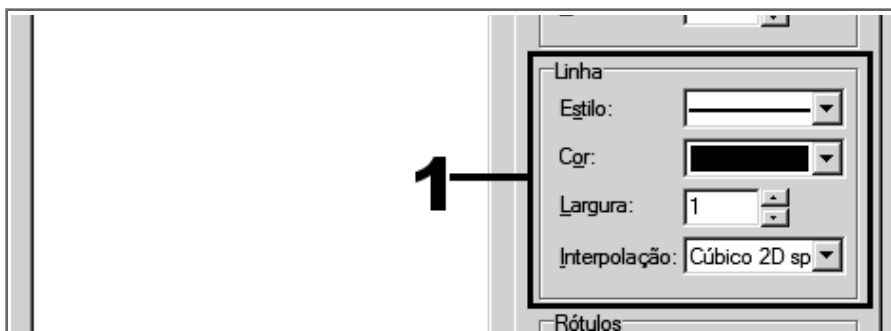 Linha
Estilo:
Cor:
1
Largura: 1
Interpolação: Cúbico 2D sp
Rótulos